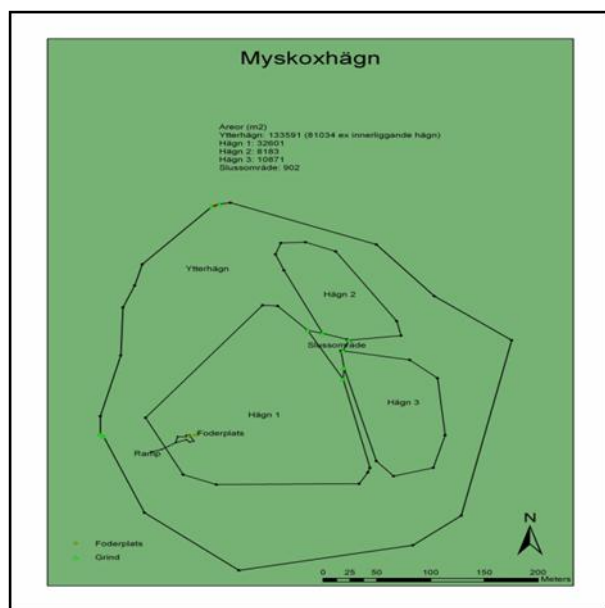 Myskoxhägn
Areor (m2)
Ytterhägn: 133591 (81034 ex innerliggande hägn)
Hägn 1: 32601
Hägn 2: 8183
Hägn 3: 10871
Slussområde: 902
Ytterhägn
Hägn 2
Slussområde
Hägn 1
Hägn 3
Foderplats
Ramp
Foderplats
Grind
N
0 25 50 100 150 200
Meters